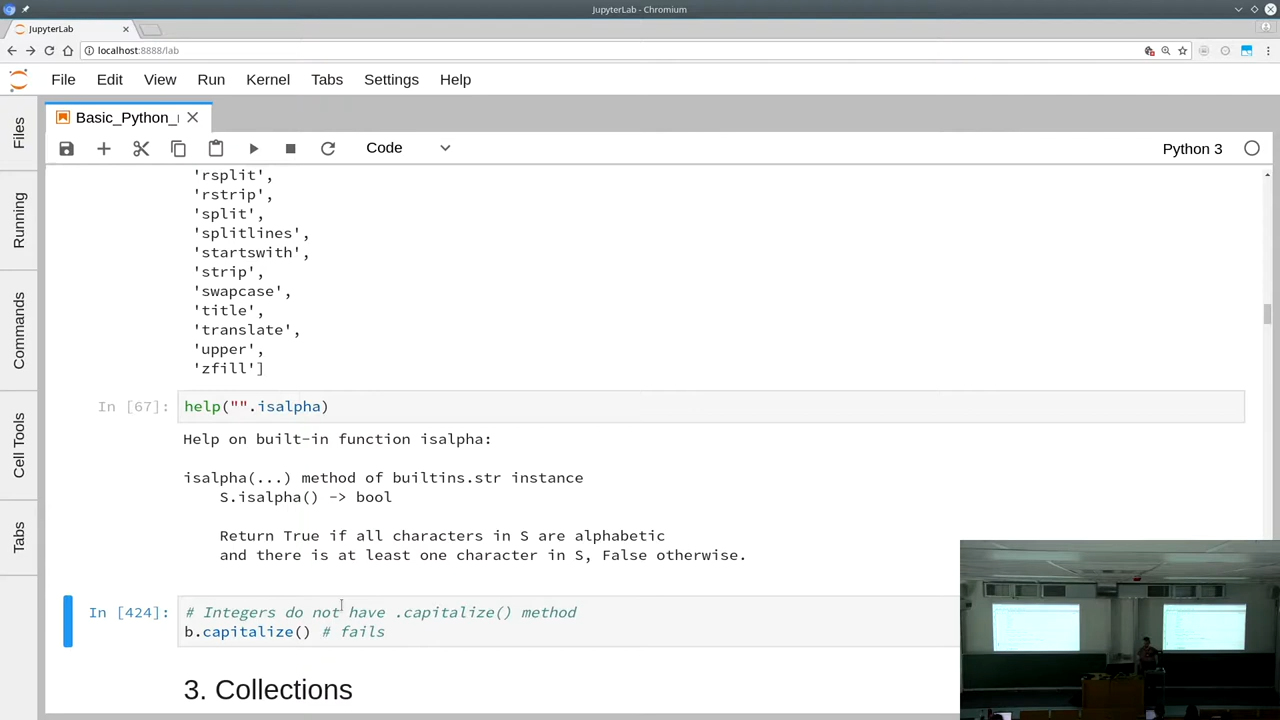 JupyterLab - Chromium
JupyterLab
localhost:8888/lab
File Edit View Run Kernel Tabs Settings Help
Basic_Python_
Code
Python 3
Files
Running
Commands
Cell Tools
Tabs
'rsplit',
'rstrip',
'split',
'splitlines',
'startswith',
'strip',
'swapcase',
'title',
'translate',
'upper',
'zfill']
In [67]: help("".isalpha)
Help on built-in function isalpha:
isalpha(...) method of builtins.str instance
S.isalpha() -> bool
Return True if all characters in S are alphabetic
and there is at least one character in S, False otherwise.
In [424]: # Integers do not have .capitalize() method
b.capitalize() # fails
3. Collections